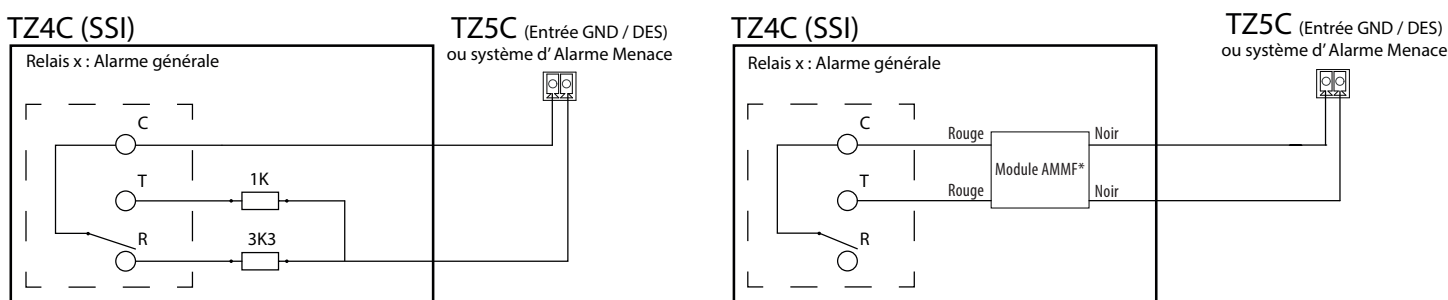 TZ4C (SSI)
TZ5C (Entrée GND / DES)
ou système d’ Alarme Menace
Relais x : Alarme générale
C
T
1K
R
3K3
TZ4C (SSI)
TZ5C (Entrée GND / DES)
ou système d’ Alarme Menace
Relais x : Alarme générale
C
Rouge
Noir
Module AMMF*
T
Rouge
Noir
R